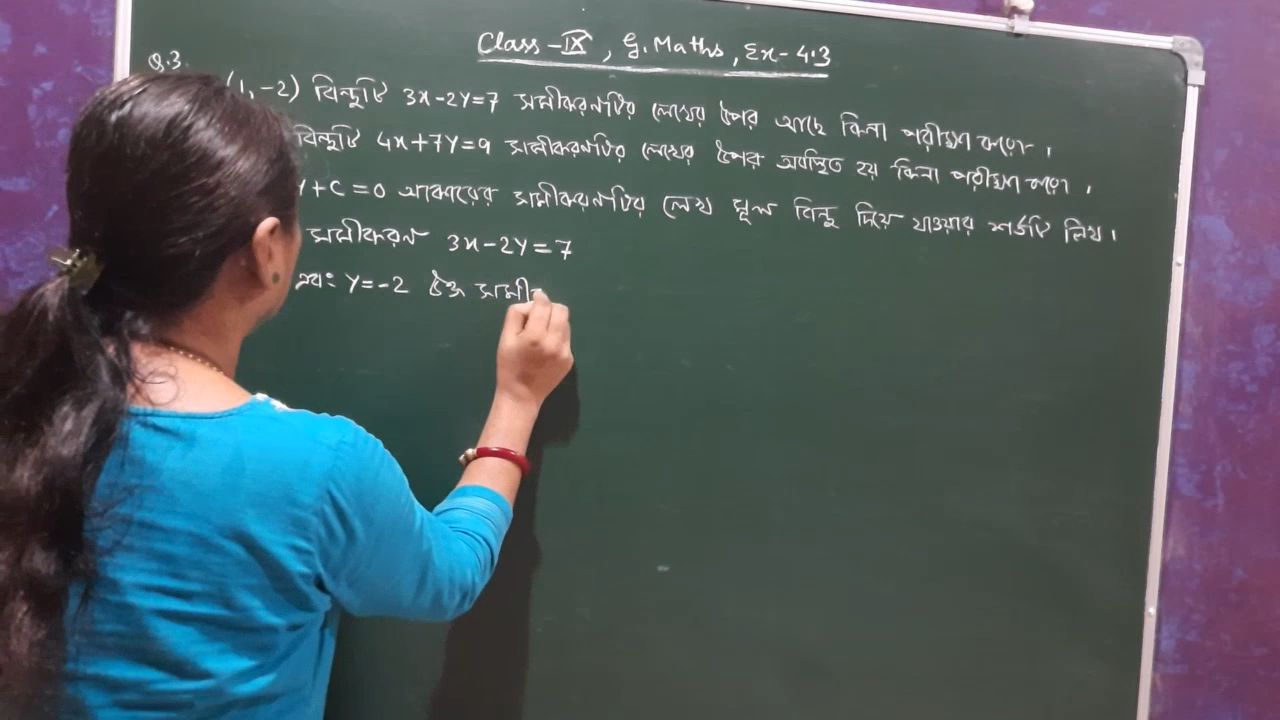 Class-IX, G. Maths, Ex-4.3
Q.3.
(1, -2) বিন্দুটি 3x-2y=7 সমীকরণটির লেখের উপর আছে কিনা পরীক্ষা করো।
বিন্দুটি 4x+7y=9 সমীকরণটির লেখের উপর অবস্থিত হয় কিনা পরীক্ষা করো।
y+c=0 আকারের সমীকরণটির লেখ মূল বিন্দু দিয়ে যাওয়ার শর্তটি লিখ।
সমীকরণ 3x-2y=7
এবং y=-2 উক্ত সমী